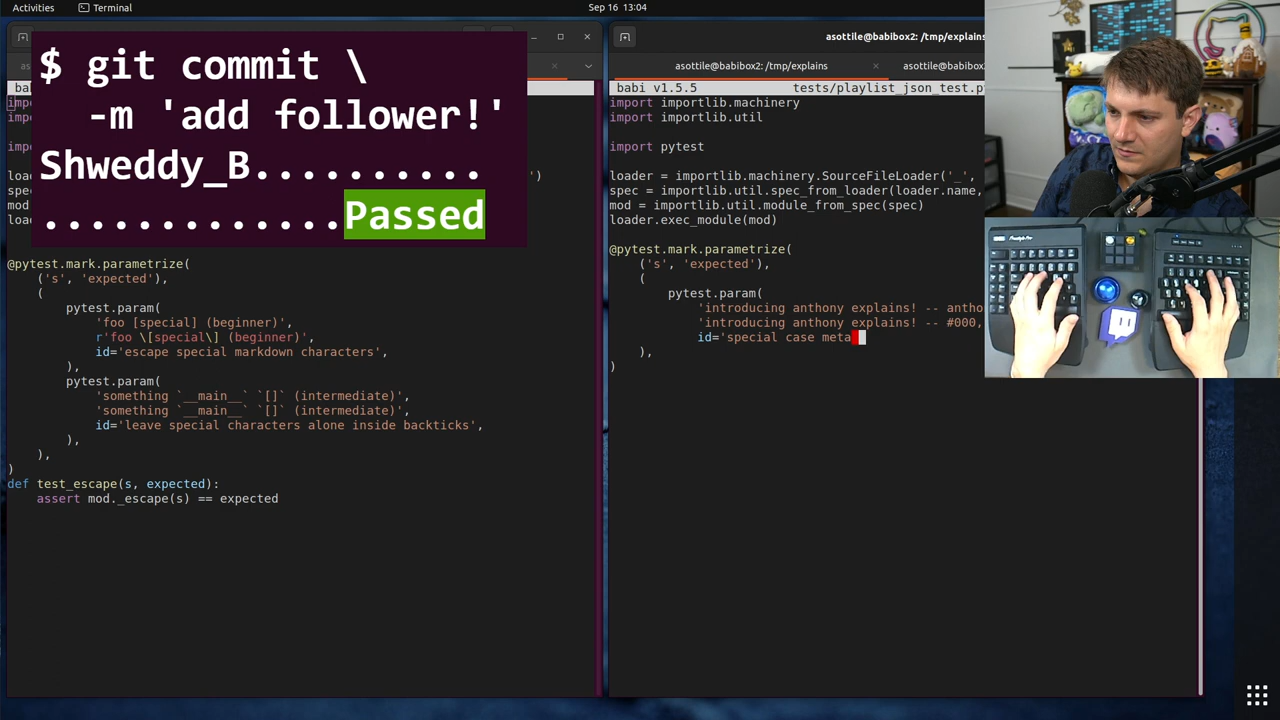 Activities
Terminal
Sep 16 13:04
$ git commit \
-m 'add follower!'
Shweddy_B..........
.............Passed
@pytest.mark.parametrize(
('s', 'expected'),
(
pytest.param(
'foo [special] (beginner)',
r'foo \[special\] (beginner)',
id='escape special markdown characters',
),
pytest.param(
'something `__main__` `[]` (intermediate)',
'something `__main__` `[]` (intermediate)',
id='leave special characters alone inside backticks',
),
),
)
def test_escape(s, expected):
assert mod._escape(s) == expected
asottile@babibox2: /tmp/explains
asottile@babibox2: /tmp/explains
babi v1.5.5
import importlib.machinery
import importlib.util
import pytest
loader = importlib.machinery.SourceFileLoader('_',
spec = importlib.util.spec_from_loader(loader.name,
mod = importlib.util.module_from_spec(spec)
loader.exec_module(mod)
@pytest.mark.parametrize(
('s', 'expected'),
(
pytest.param(
'introducing anthony explains! -- antho
'introducing anthony explains! -- #000,
id='special case meta
),
)